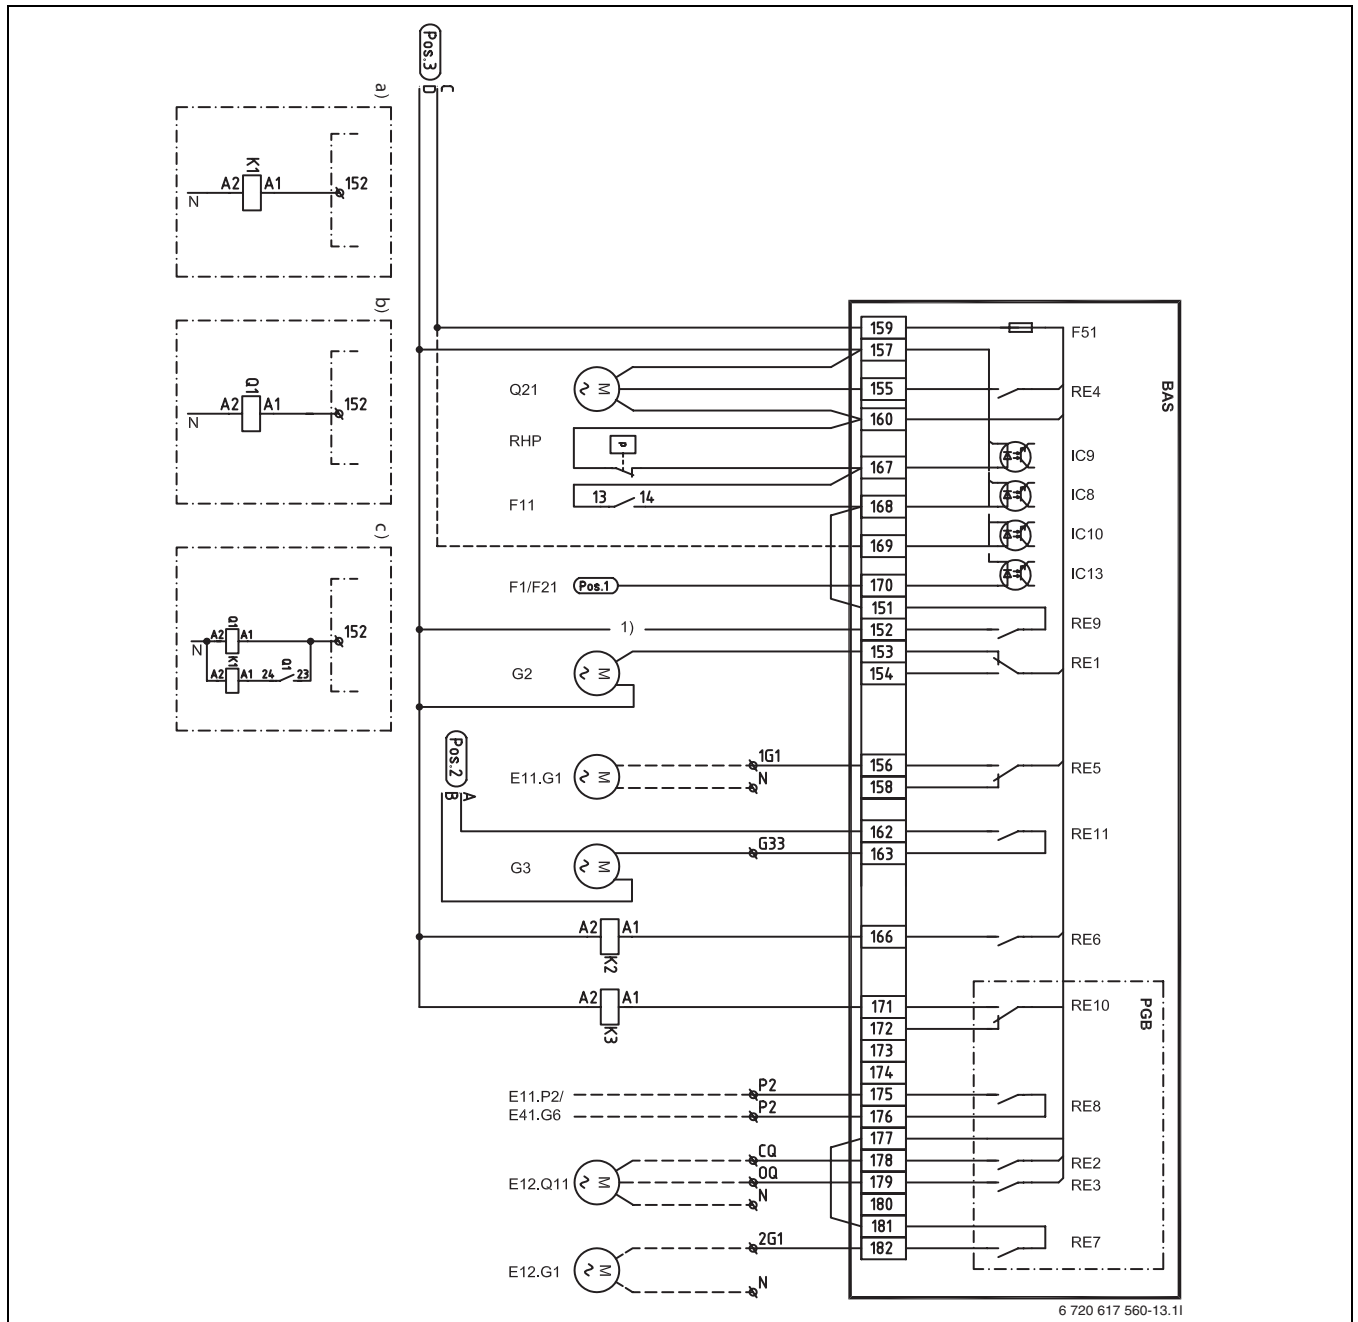 Pos.3
D C
a)
K1
A2 A1 152
N
b)
Q1
A2 A1 152
N
c)
Q1
A2 A1 152
N
K1 Q1
A2 A1 24 23
BAS
159 F51
157
Q21 M ~ 155 RE4
160
RHP P 167 IC9
IC8
F11 13 14 168
169 IC10
IC13
F1/F21 Pos.1 170
151
1) 152 RE9
153
G2 M ~ 154 RE1
Pos.2
B A
E11.G1 M ~ 1G1 156 RE5
N 158
162 RE11
G33 163
G3 M ~
A2 A1 166 RE6
K2
PGB
A2 A1 171 RE10
K3
172
173
174
E11.P2/ P2 175 RE8
E41.G6 P2 176
177
CQ 178 RE2
E12.Q11 M ~ OQ 179 RE3
N 180
181
2G1 182 RE7
E12.G1 M ~
N
6 720 617 560-13.1I